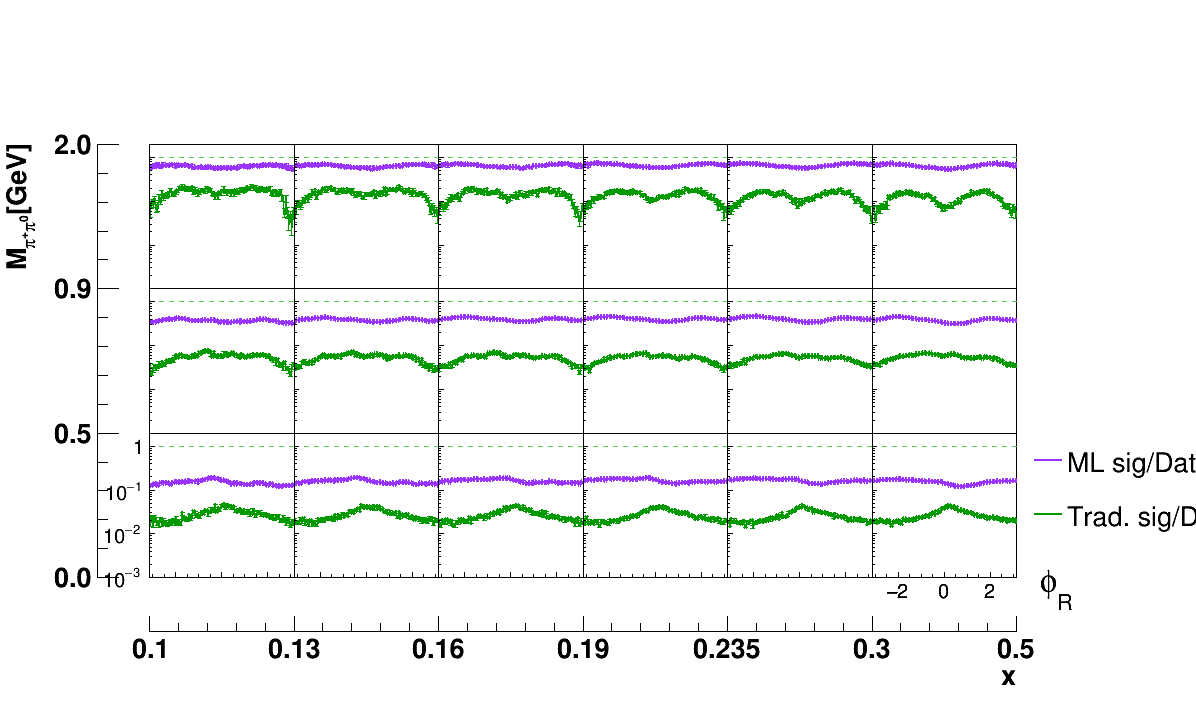 2.0
M_{π⁺π⁰}[GeV]
0.9
0.5
1
10⁻¹
10⁻²
10⁻³
0.0
ML sig/Dat
Trad. sig/D
−2 0 2
ϕ_R
0.1 0.13 0.16 0.19 0.235 0.3 0.5
x